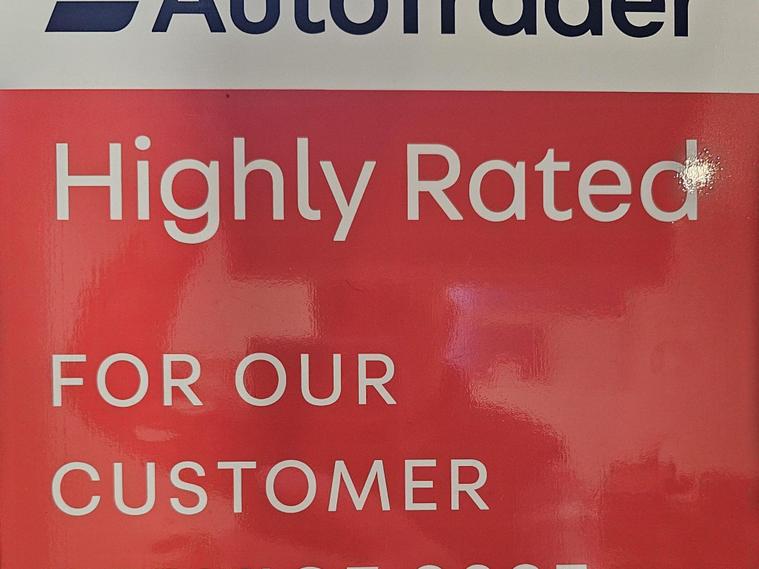 AutoTrader
Highly Rated
FOR OUR
CUSTOMER